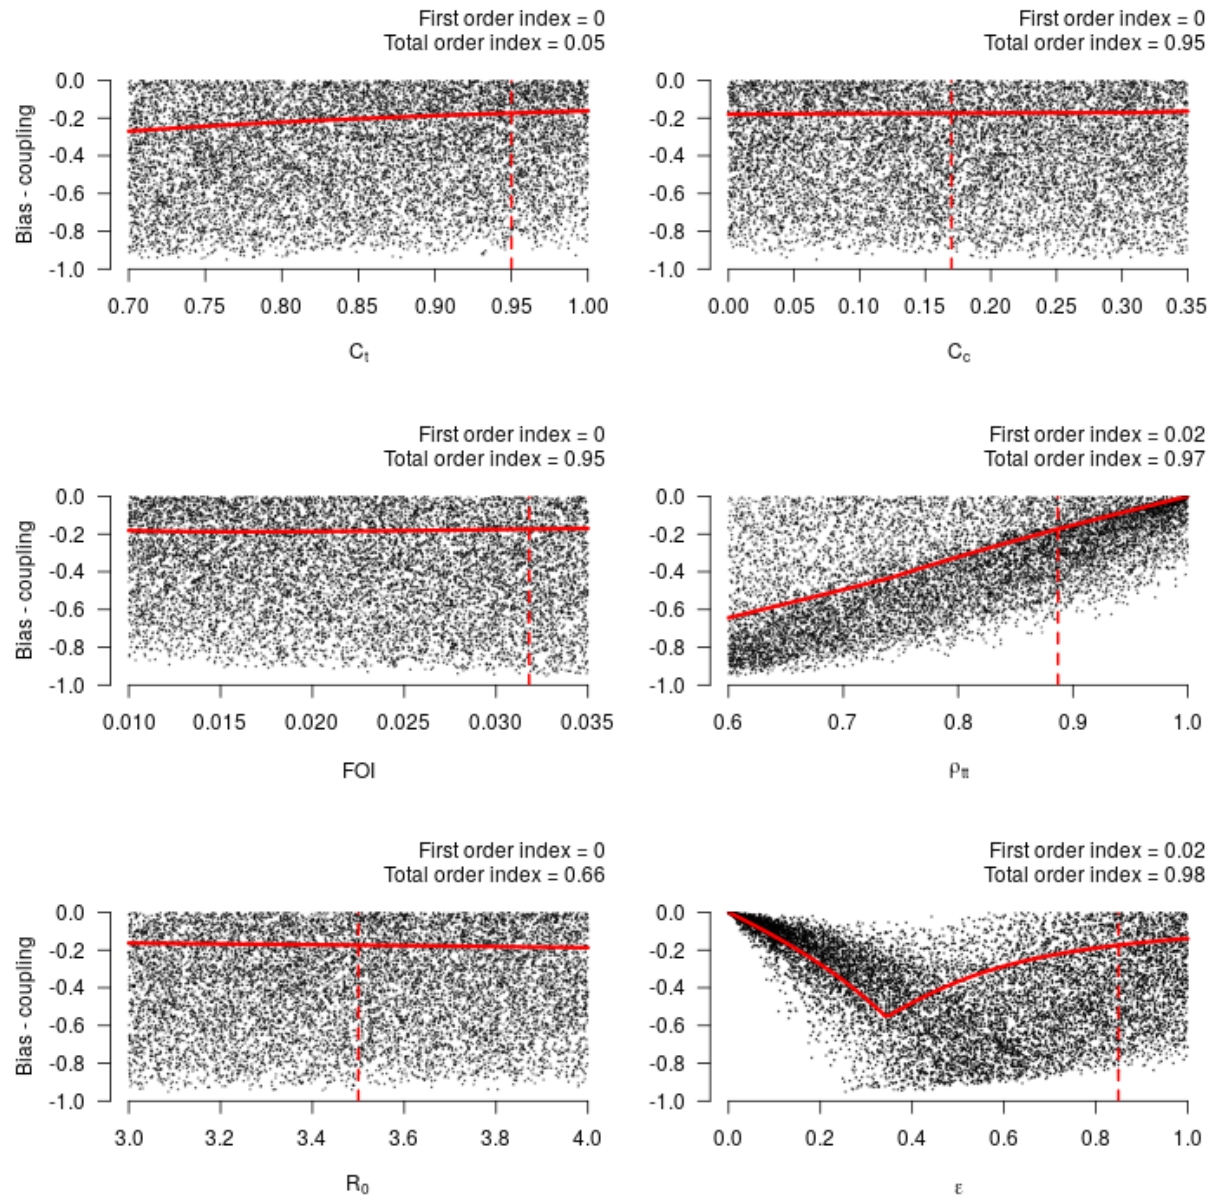 First order index = 0
Total order index = 0.05
Bias - coupling
0.0
-0.2
-0.4
-0.6
-0.8
-1.0
0.70 0.75 0.80 0.85 0.90 0.95 1.00
Ct
First order index = 0
Total order index = 0.95
0.0
-0.2
-0.4
-0.6
-0.8
-1.0
0.00 0.05 0.10 0.15 0.20 0.25 0.30 0.35
Cc
First order index = 0
Total order index = 0.95
Bias - coupling
0.0
-0.2
-0.4
-0.6
-0.8
-1.0
0.010 0.015 0.020 0.025 0.030 0.035
FOI
First order index = 0.02
Total order index = 0.97
0.0
-0.2
-0.4
-0.6
-0.8
-1.0
0.6 0.7 0.8 0.9 1.0
ρtt
First order index = 0
Total order index = 0.66
Bias - coupling
0.0
-0.2
-0.4
-0.6
-0.8
-1.0
3.0 3.2 3.4 3.6 3.8 4.0
R0
First order index = 0.02
Total order index = 0.98
0.0
-0.2
-0.4
-0.6
-0.8
-1.0
0.0 0.2 0.4 0.6 0.8 1.0
ε